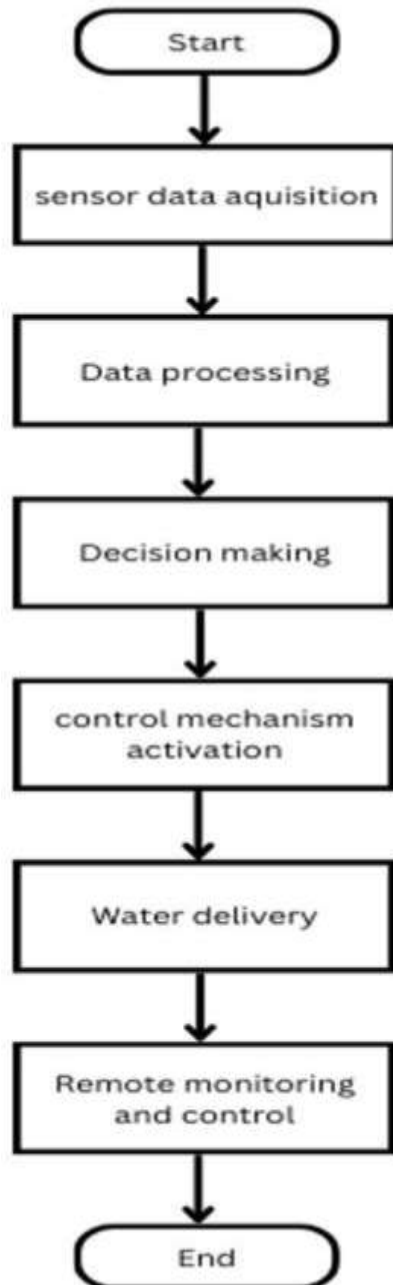 Start
sensor data aquisition
Data processing
Decision making
control mechanism
activation
Water delivery
Remote monitoring
and control
End